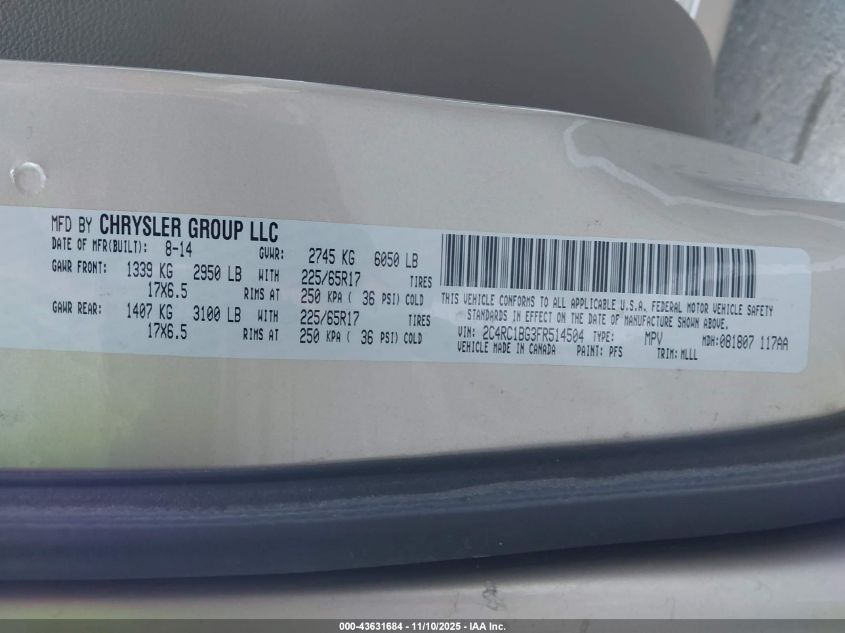 MFD BY CHRYSLER GROUP LLC
DATE OF MFR(BUILT): 8-14 GVWR: 2745 KG 6050 LB
GAWR FRONT: 1339 KG 2950 LB WITH 225/65R17 TIRES
17X6.5 RIMS AT 250 KPA ( 36 PSI) COLD
GAWR REAR: 1407 KG 3100 LB WITH 225/65R17 TIRES
17X6.5 RIMS AT 250 KPA ( 36 PSI) COLD
THIS VEHICLE CONFORMS TO ALL APPLICABLE U.S.A. FEDERAL MOTOR VEHICLE SAFETY
STANDARDS IN EFFECT ON THE DATE OF MANUFACTURE SHOWN ABOVE.
VIN: 2C4RC1BG3FR514504 TYPE: MPV MDH:081807 117AA
VEHICLE MADE IN CANADA PAINT: PFS TRIM: MLLL
000-43631684 — 11/10/2025 — IAA Inc.